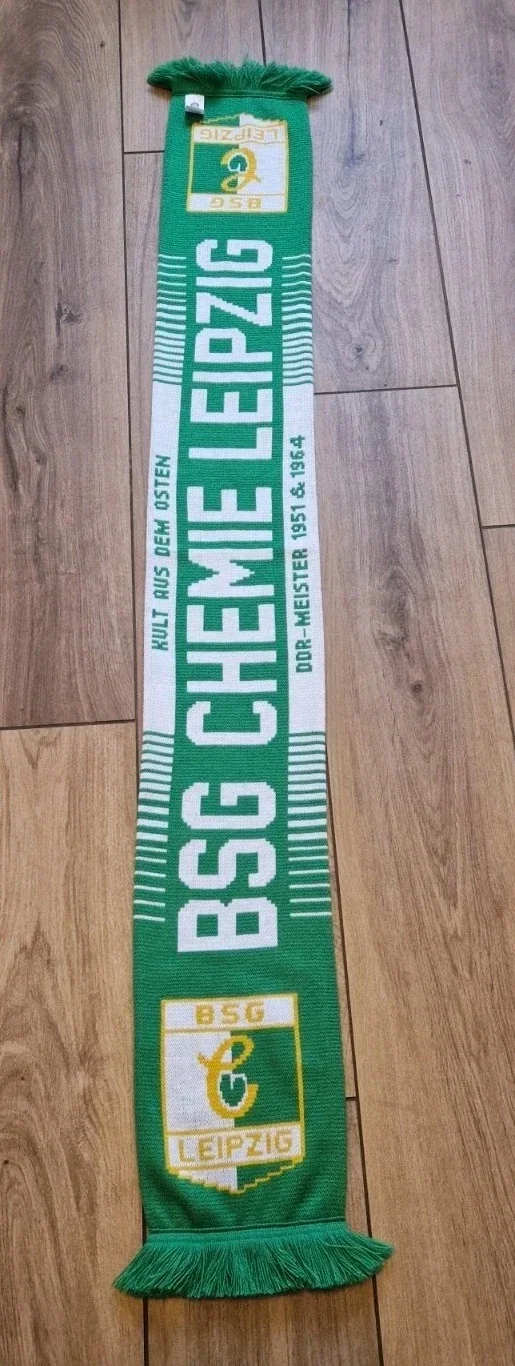 BSG
LEIPZIG
KULT AUS DEM OSTEN
BSG CHEMIE LEIPZIG
DDR-MEISTER 1951 & 1964
BSG
C
LEIPZIG